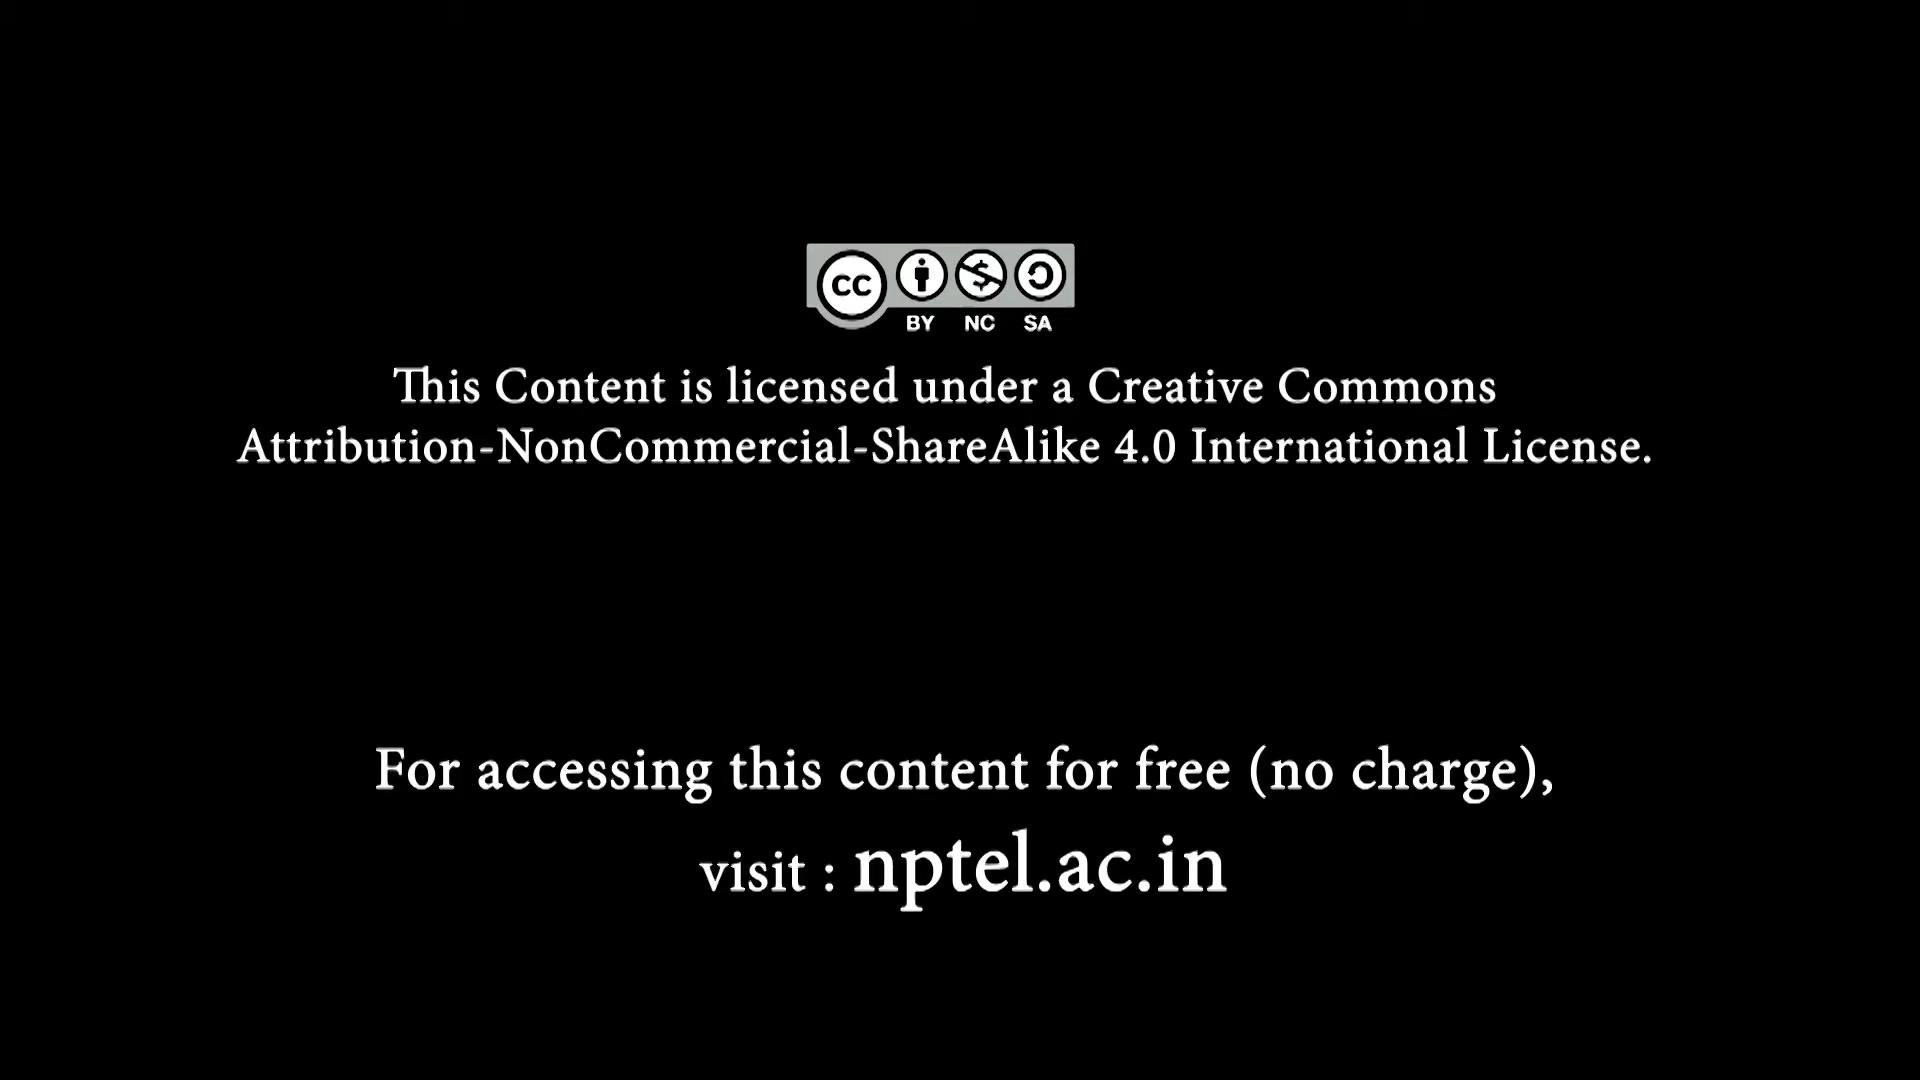 cc
BY NC SA
This Content is licensed under a Creative Commons
Attribution-NonCommercial-ShareAlike 4.0 International License.
For accessing this content for free (no charge),
visit : nptel.ac.in